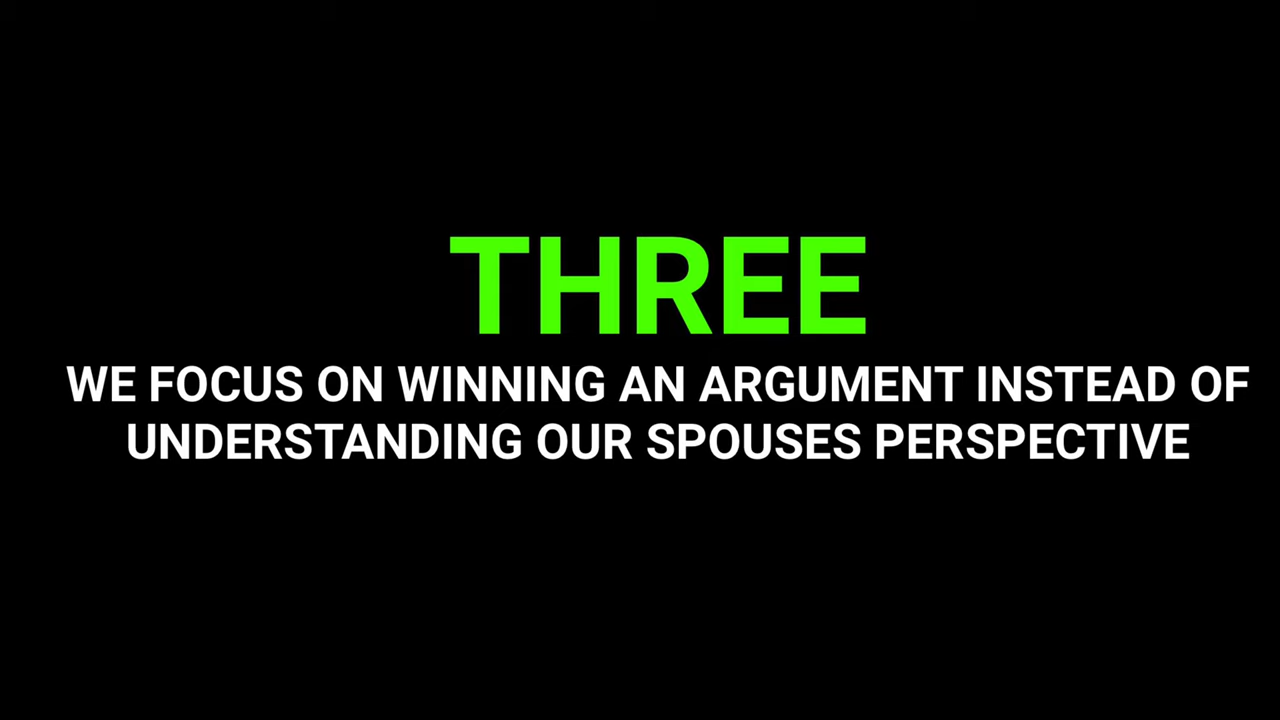 THREE
WE FOCUS ON WINNING AN ARGUMENT INSTEAD OF
UNDERSTANDING OUR SPOUSES PERSPECTIVE